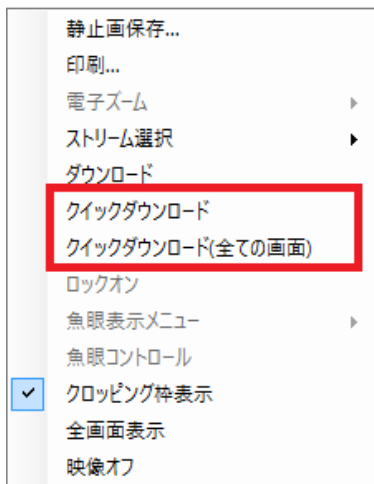 静止画保存...
印刷...
電子ズーム
ストリーム選択
ダウンロード
クイックダウンロード
クイックダウンロード(全ての画面)
ロックオン
魚眼表示メニュー
魚眼コントロール
クロッピング枠表示
全画面表示
映像オフ